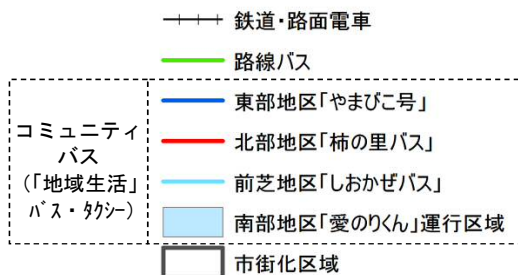 鉄道・路面電車
路線バス
コミュニティ
バス
(「地域生活」
ﾊﾞｽ・ﾀｸｼｰ)
東部地区「やまびこ号」
北部地区「柿の里バス」
前芝地区「しおかぜバス」
南部地区「愛のりくん」運行区域
市街化区域